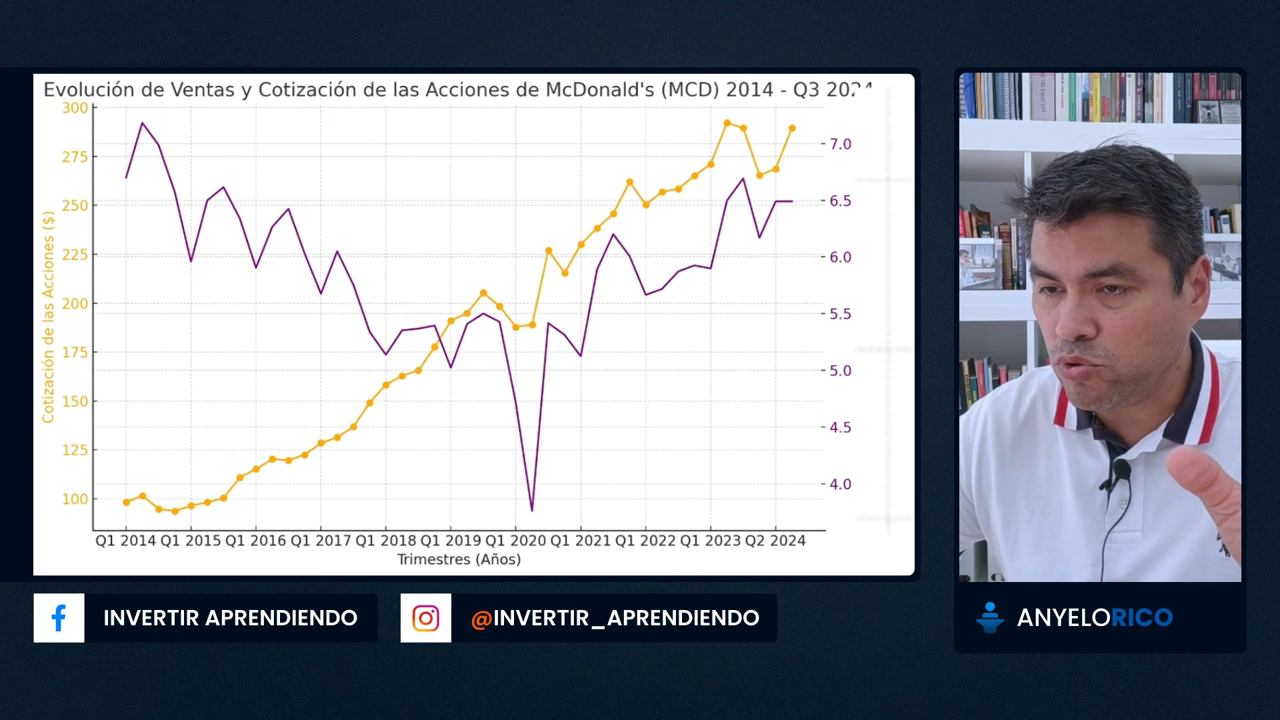 Evolución de Ventas y Cotización de las Acciones de McDonald's (MCD) 2014 - Q3 2024
Cotización de las Acciones ($)
300
275
250
225
200
175
150
125
100
7.0
6.5
6.0
5.5
5.0
4.5
4.0
Q1 2014 Q1 2015 Q1 2016 Q1 2017 Q1 2018 Q1 2019 Q1 2020 Q1 2021 Q1 2022 Q1 2023 Q2 2024
Trimestres (Años)
INVERTIR APRENDIENDO
@INVERTIR_APRENDIENDO
ANYELORICO